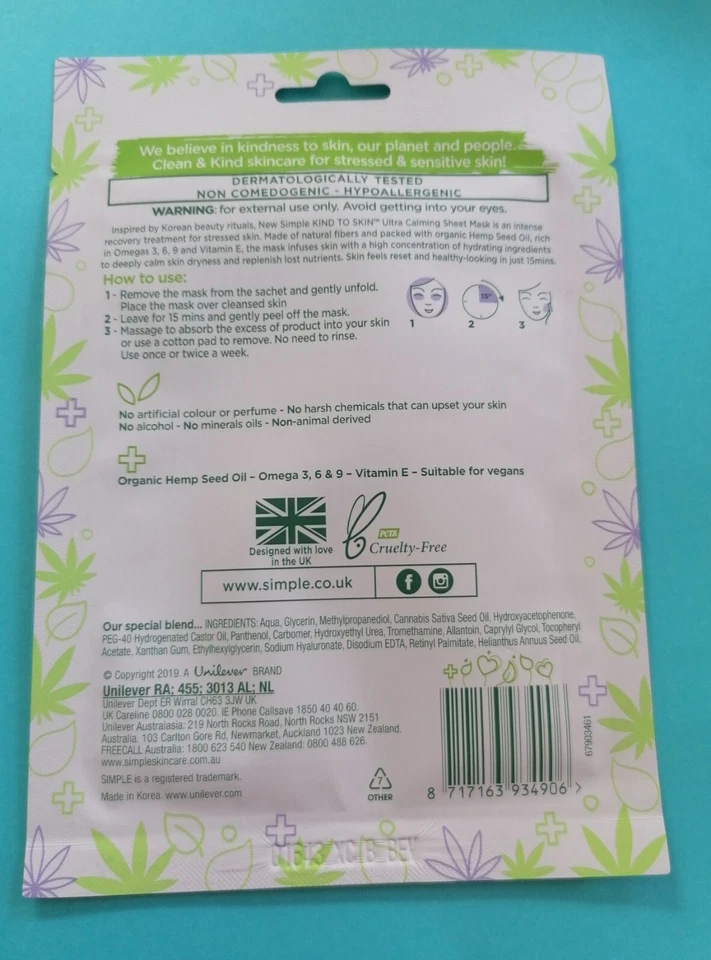 We believe in kindness to skin, our planet and people.
Clean & Kind skincare for stressed & sensitive skin!
DERMATOLOGICALLY TESTED
NON COMEDOGENIC - HYPOALLERGENIC
WARNING: for external use only. Avoid getting into your eyes.
Inspired by Korean beauty rituals, New Simple KIND TO SKIN™ Ultra Calming Sheet Mask is an intense
recovery treatment for stressed skin. Made of natural fibers and packed with organic Hemp Seed Oil, rich
in Omegas 3, 6, 9 and Vitamin E, the mask infuses skin with a high concentration of hydrating ingredients
to deeply calm skin dryness and replenish lost nutrients. Skin feels reset and healthy-looking in just 15mins.
How to use:
1 - Remove the mask from the sachet and gently unfold.
Place the mask over cleansed skin
2 - Leave for 15 mins and gently peel off the mask.
3 - Massage to absorb the excess of product into your skin
or use a cotton pad to remove. No need to rinse.
Use once or twice a week.
15"
1 2 3
No artificial colour or perfume - No harsh chemicals that can upset your skin
No alcohol - No minerals oils - Non-animal derived
Organic Hemp Seed Oil – Omega 3, 6 & 9 – Vitamin E – Suitable for vegans
Designed with love
in the UK
PETA
Cruelty-Free
www.simple.co.uk
Our special blend... INGREDIENTS: Aqua, Glycerin, Methylpropanediol, Cannabis Sativa Seed Oil, Hydroxyacetophenone,
PEG-40 Hydrogenated Castor Oil, Panthenol, Carbomer, Hydroxyethyl Urea, Tromethamine, Allantoin, Caprylyl Glycol, Tocopheryl
Acetate, Xanthan Gum, Ethylhexylglycerin, Sodium Hyaluronate, Disodium EDTA, Retinyl Palmitate, Helianthus Annuus Seed Oil.
© Copyright 2019. A Unilever BRAND
Unilever RA; 455; 3013 AL; NL
Unilever Dept ER Wirral CH63 3JW UK
UK Careline 0800 028 0020. IE Phone Callsave 1850 40 40 60.
Unilever Australasia: 219 North Rocks Road, North Rocks NSW 2151
Australia. 103 Carlton Gore Rd, Newmarket, Auckland 1023 New Zealand.
FREECALL Australia: 1800 623 540 New Zealand: 0800 488 626.
www.simpleskincare.com.au
SIMPLE is a registered trademark.
Made in Korea. www.unilever.com
7
OTHER
8 717163 934906 >
67903461